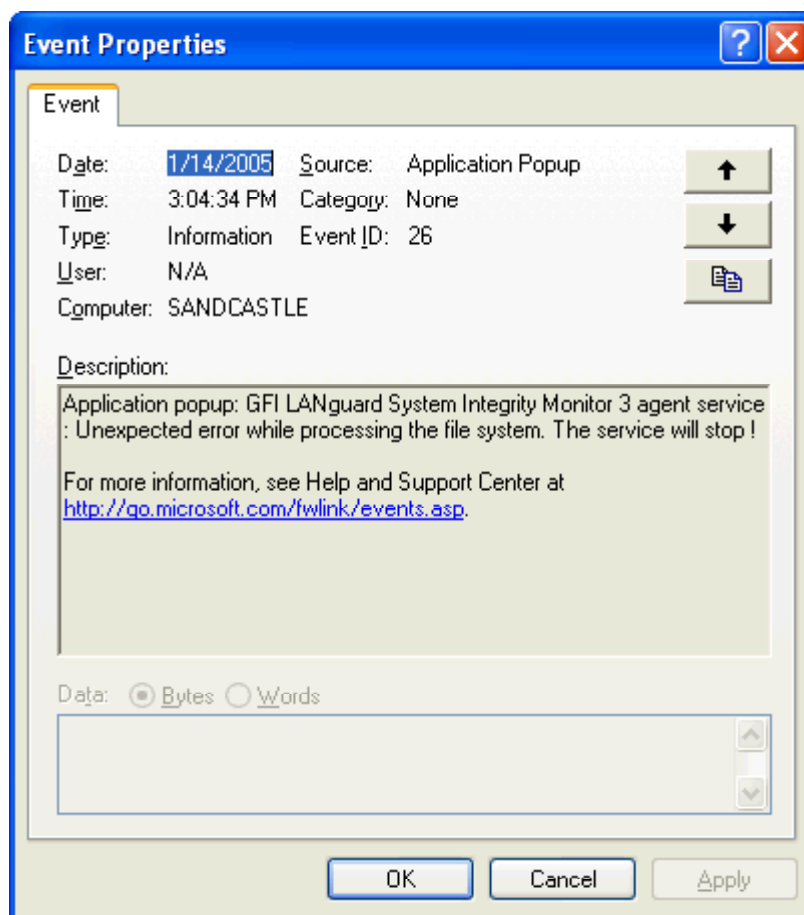 Event Properties
Event
Date: 1/14/2005 Source: Application Popup
Time: 3:04:34 PM Category: None
Type: Information Event ID: 26
User: N/A
Computer: SANDCASTLE
Description:
Application popup: GFI LANguard System Integrity Monitor 3 agent service
: Unexpected error while processing the file system. The service will stop !
For more information, see Help and Support Center at
http://go.microsoft.com/fwlink/events.asp.
Data: Bytes Words
OK Cancel Apply